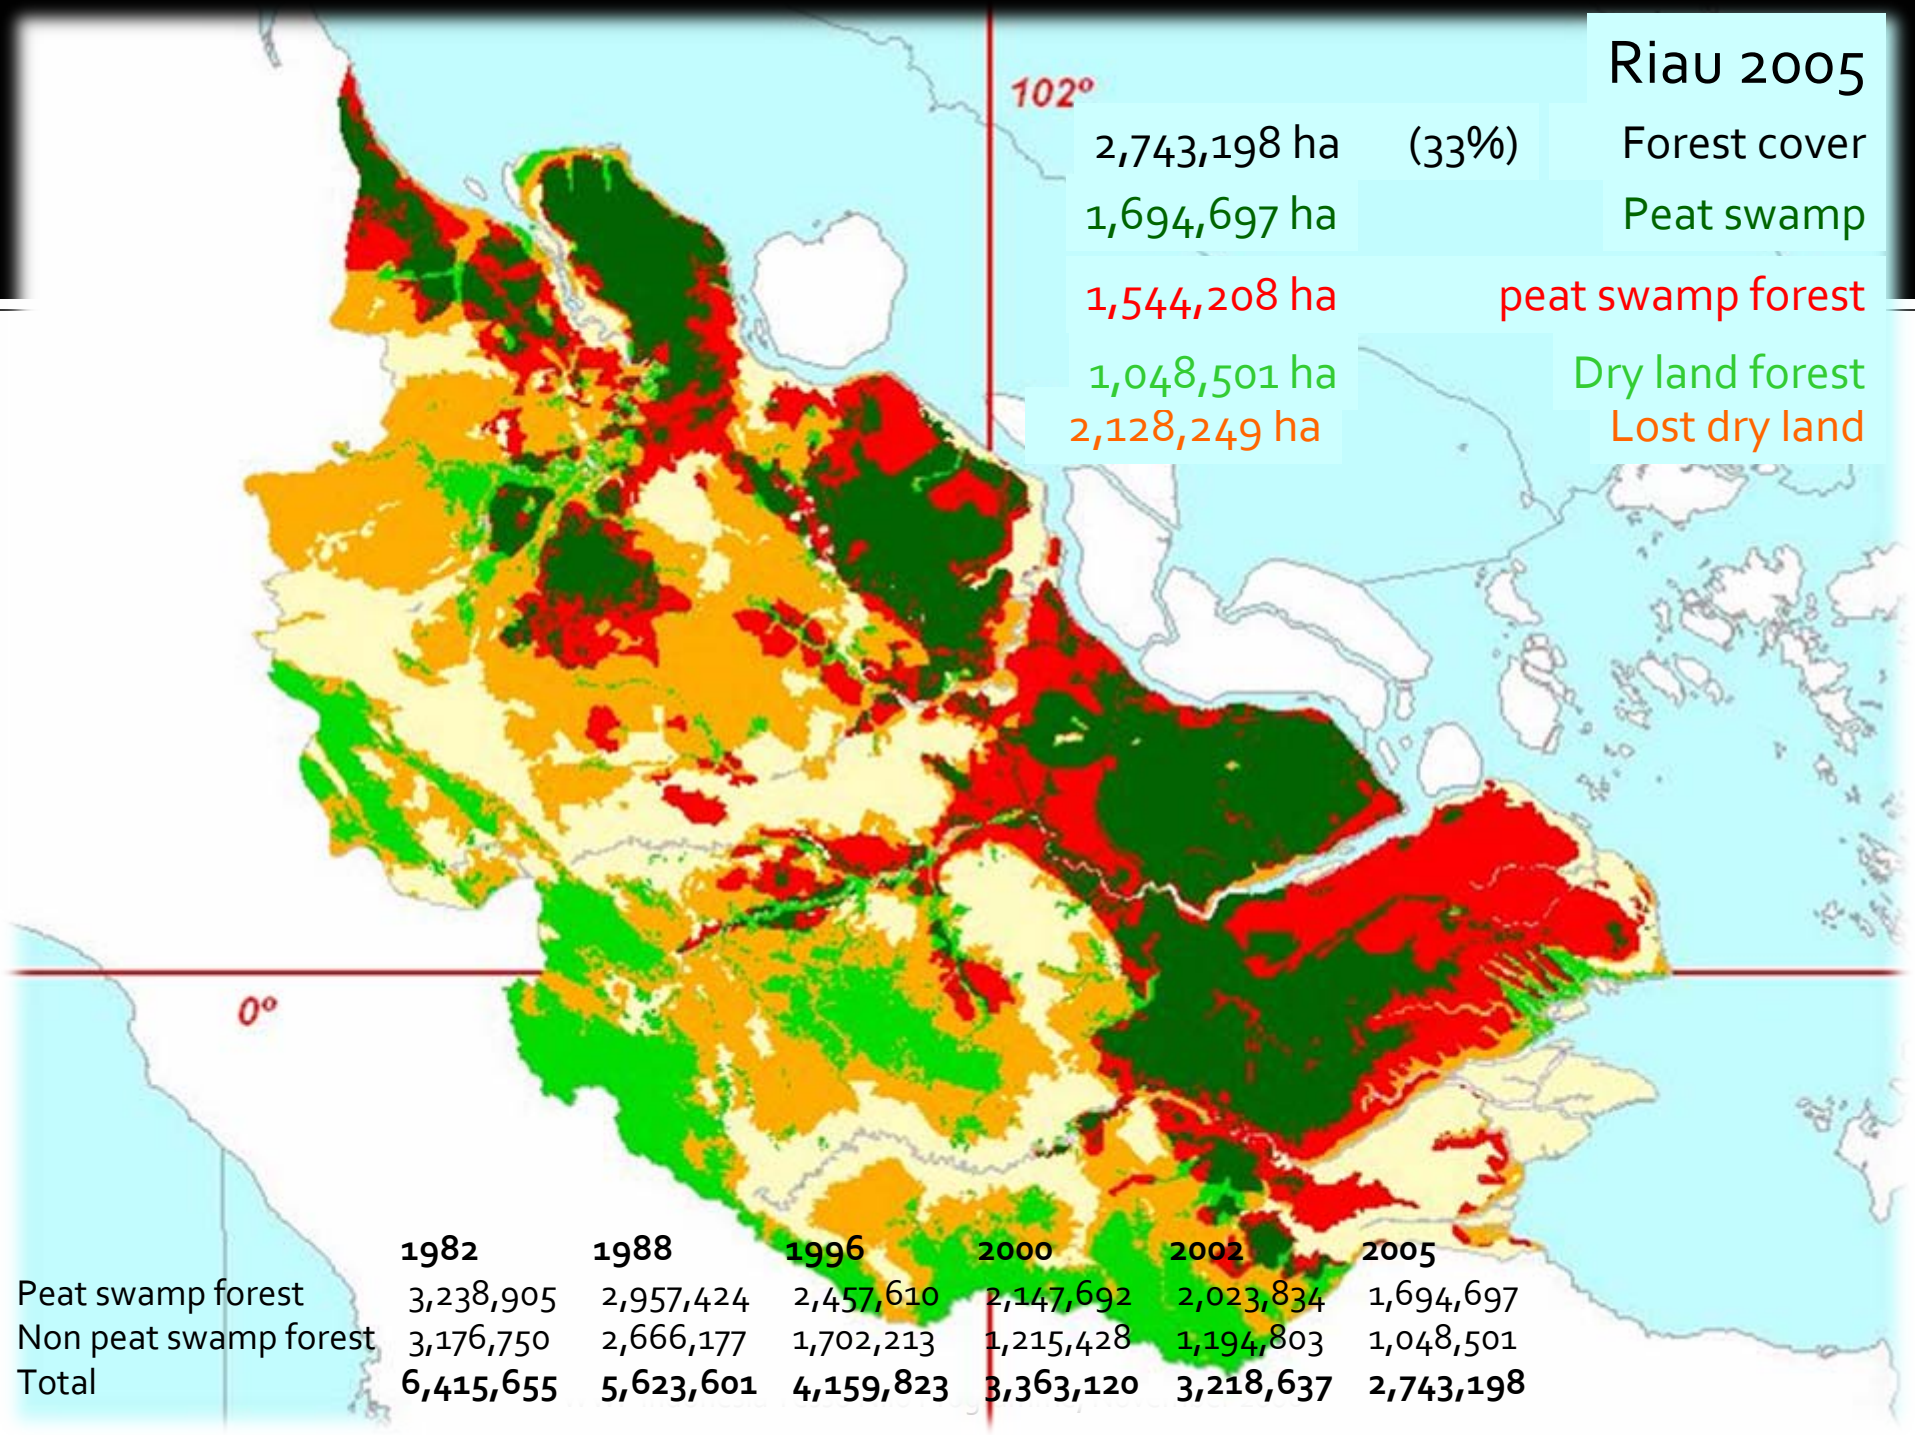 Riau 2005
102º
2,743,198 ha (33%) Forest cover
1,694,697 ha Peat swamp
1,544,208 ha peat swamp forest
1,048,501 ha Dry land forest
2,128,249 ha Lost dry land
0º
1982 1988 1996 2000 2002 2005
Peat swamp forest 3,238,905 2,957,424 2,457,610 2,147,692 2,023,834 1,694,697
Non peat swamp forest 3,176,750 2,666,177 1,702,213 1,215,428 1,194,803 1,048,501
Total 6,415,655 5,623,601 4,159,823 3,363,120 3,218,637 2,743,198